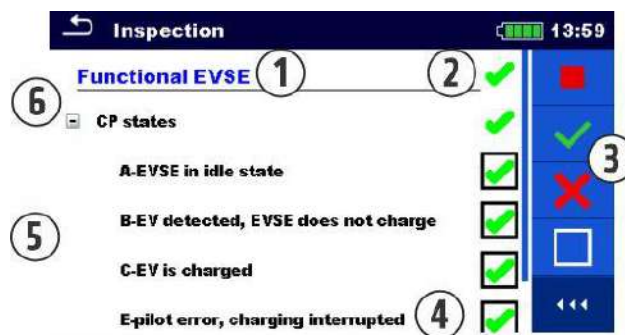 Inspection 13:59
Functional EVSE 1 2
6
CP states
3
A-EVSE in idle state
B-EV detected, EVSE does not charge
5
C-EV is charged
E-pilot error, charging interrupted 4